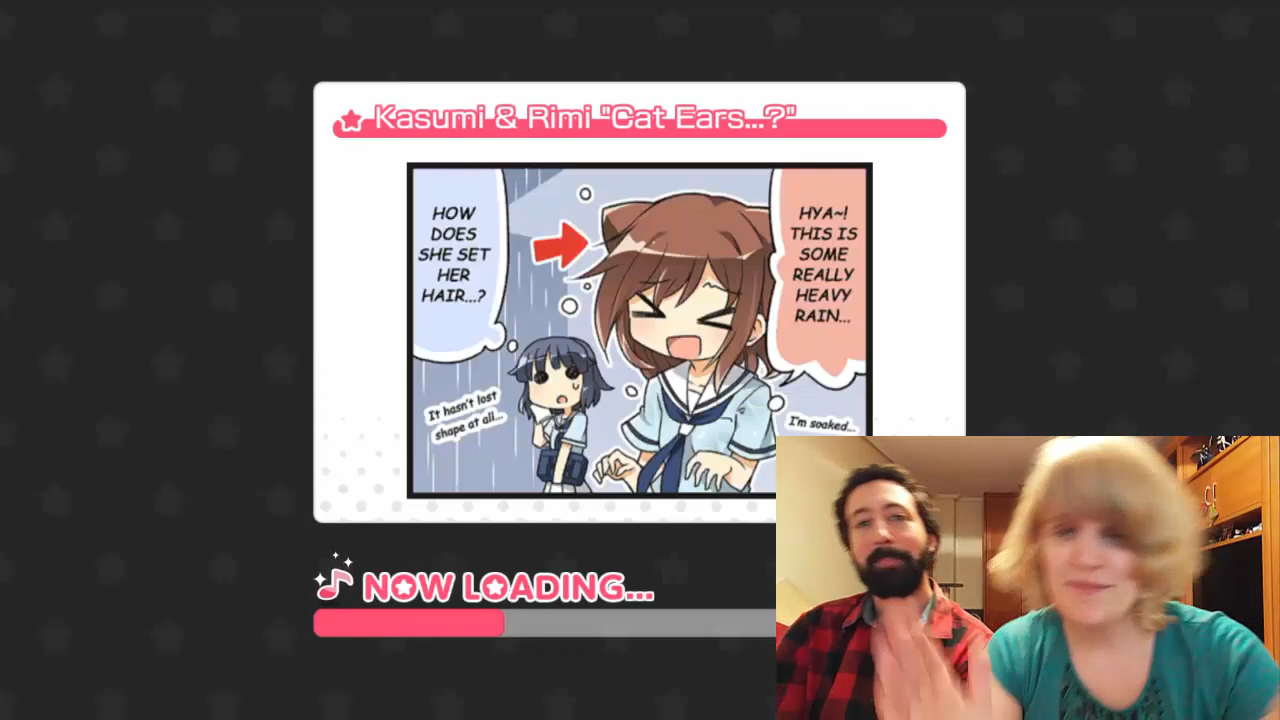 Kasumi & Rimi "Cat Ears...?"
HOW
DOES
SHE SET
HER
HAIR...?
HYA~!
THIS IS
SOME
REALLY
HEAVY
RAIN...
It hasn't lost
shape at all...
I'm soaked...
NOW LOADING...